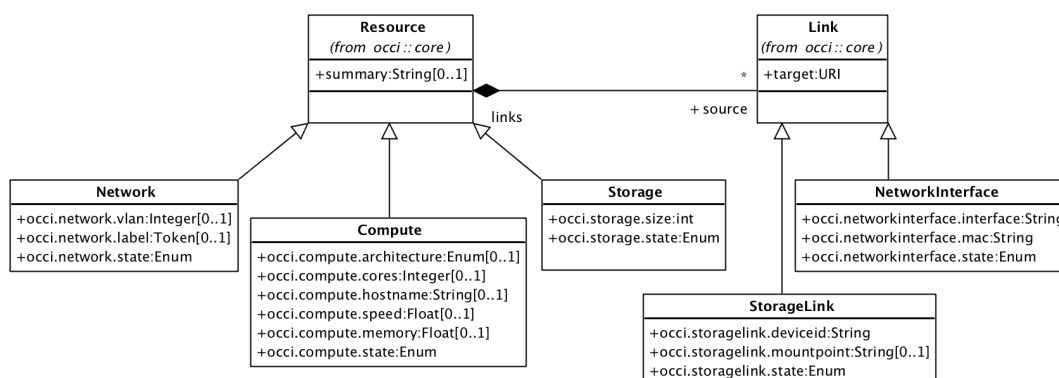 Resource
(from occi::core)
+summary:String[0..1]
Link
(from occi::core)
+target:URI
*
+ source
links
Network
+occi.network.vlan:Integer[0..1]
+occi.network.label:Token[0..1]
+occi.network.state:Enum
Compute
+occi.compute.architecture:Enum[0..1]
+occi.compute.cores:Integer[0..1]
+occi.compute.hostname:String[0..1]
+occi.compute.speed:Float[0..1]
+occi.compute.memory:Float[0..1]
+occi.compute.state:Enum
Storage
+occi.storage.size:int
+occi.storage.state:Enum
NetworkInterface
+occi.networkinterface.interface:String
+occi.networkinterface.mac:String
+occi.networkinterface.state:Enum
StorageLink
+occi.storagelink.deviceid:String
+occi.storagelink.mountpoint:String[0..1]
+occi.storagelink.state:Enum